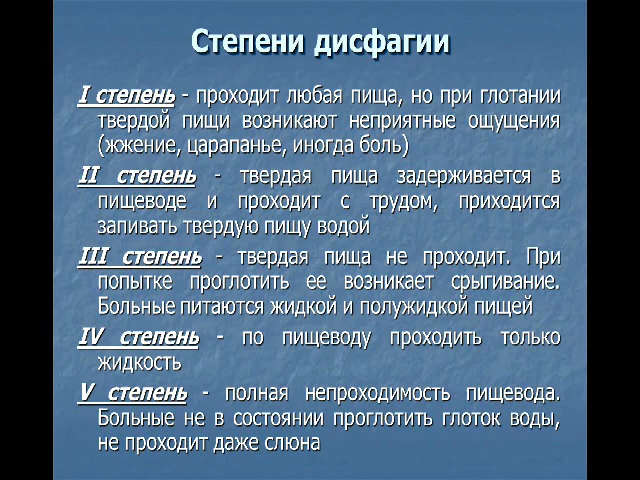 Степени дисфагии
I степень - проходит любая пища, но при глотании
твердой пищи возникают неприятные ощущения
(жжение, царапанье, иногда боль)
II степень - твердая пища задерживается в
пищеводе и проходит с трудом, приходится
запивать твердую пищу водой
III степень - твердая пища не проходит. При
попытке проглотить ее возникает срыгивание.
Больные питаются жидкой и полужидкой пищей
IV степень - по пищеводу проходить только
жидкость
V степень - полная непроходимость пищевода.
Больные не в состоянии проглотить глоток воды,
не проходит даже слюна